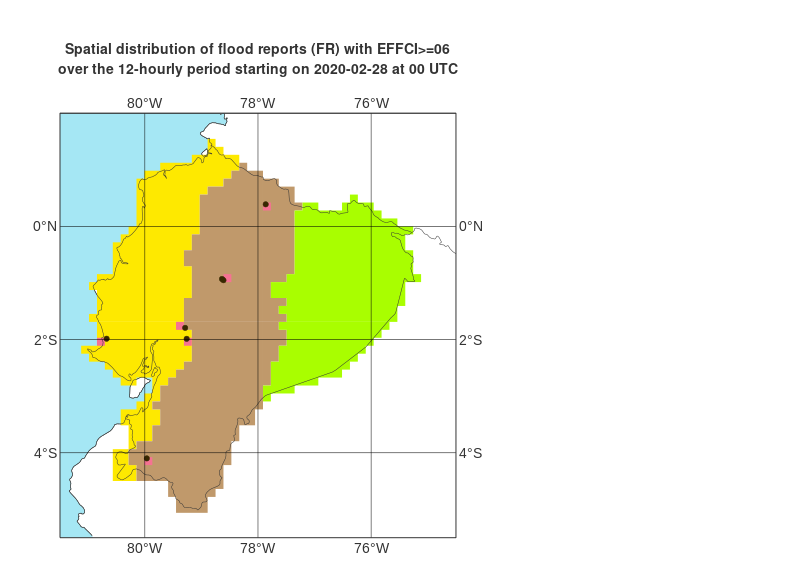 Spatial distribution of flood reports (FR) with EFFCI>=06
over the 12-hourly period starting on 2020-02-28 at 00 UTC
80°W 78°W 76°W
0°N 0°N
2°S 2°S
4°S 4°S
80°W 78°W 76°W